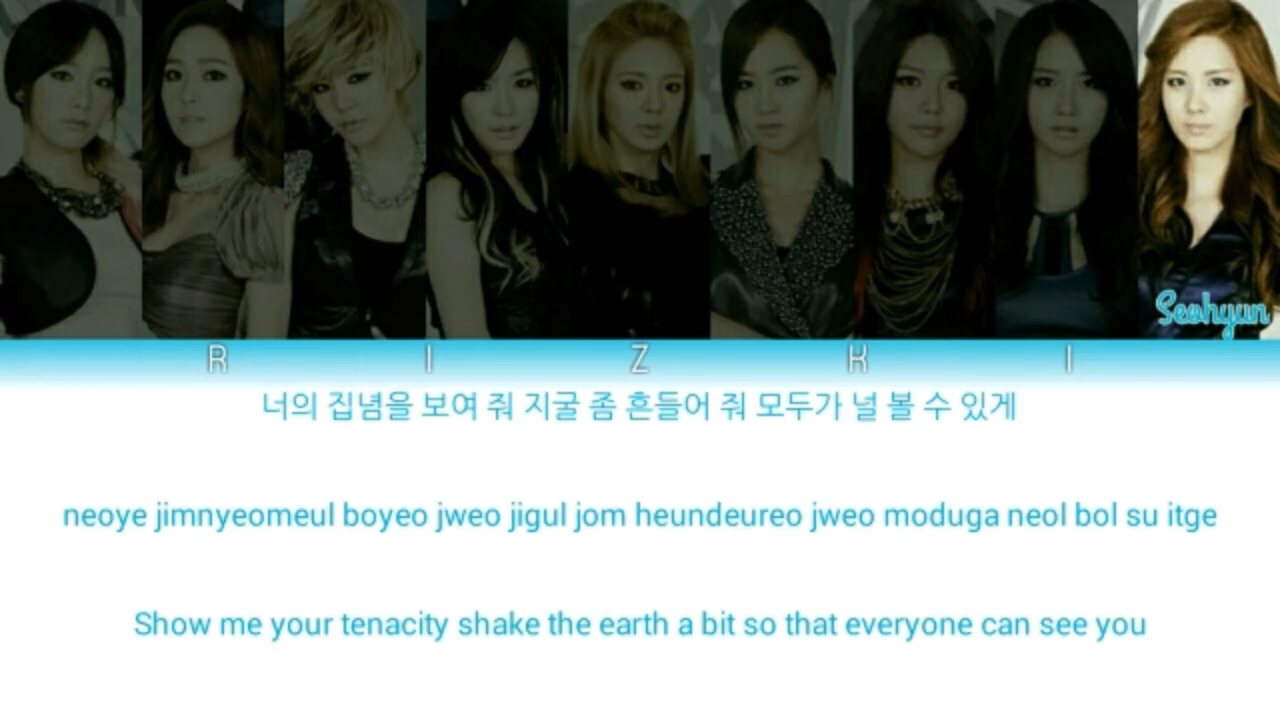 Seohyun
R I Z K I
너의 집념을 보여 줘 지굴 좀 흔들어 줘 모두가 널 볼 수 있게
neoye jimnyeomeul boyeo jweo jigul jom heundeureo jweo moduga neol bol su itge
Show me your tenacity shake the earth a bit so that everyone can see you